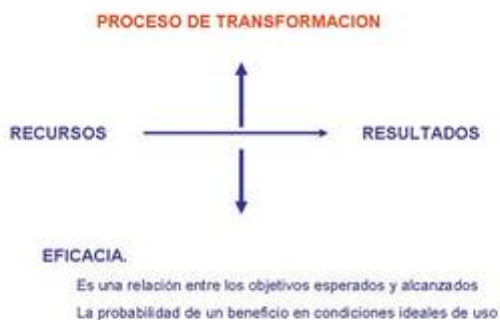 PROCESO DE TRANSFORMACION
RECURSOS
RESULTADOS
EFICACIA.
Es una relación entre los objetivos esperados y alcanzados
La probabilidad de un beneficio en condiciones ideales de uso